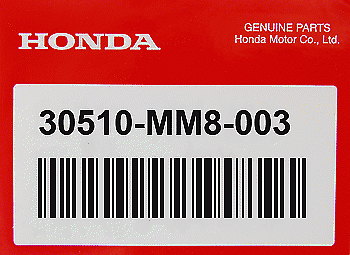 HONDA
GENUINE PARTS
Honda Motor Co., Ltd.
30510-MM8-003